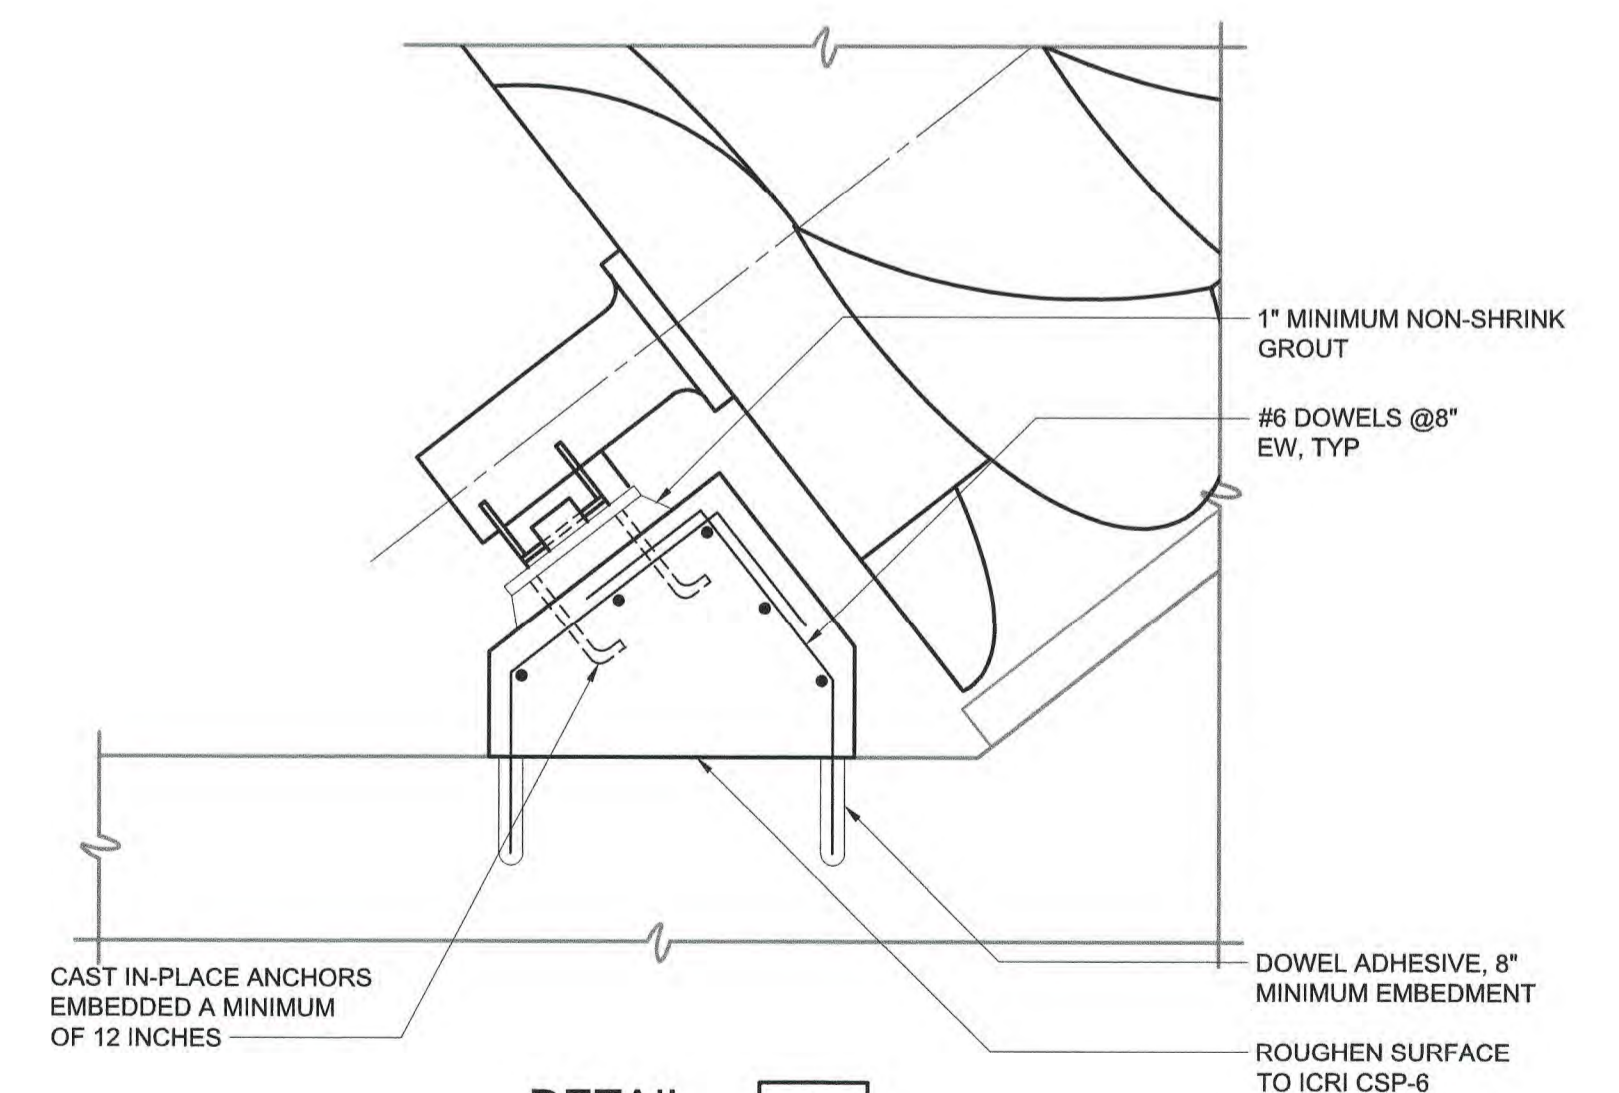 1" MINIMUM NON-SHRINK
GROUT
#6 DOWELS @8"
EW, TYP
CAST IN-PLACE ANCHORS
EMBEDDED A MINIMUM
OF 12 INCHES
DOWEL ADHESIVE, 8"
MINIMUM EMBEDMENT
ROUGHEN SURFACE
TO ICRI CSP-6
DETAIL